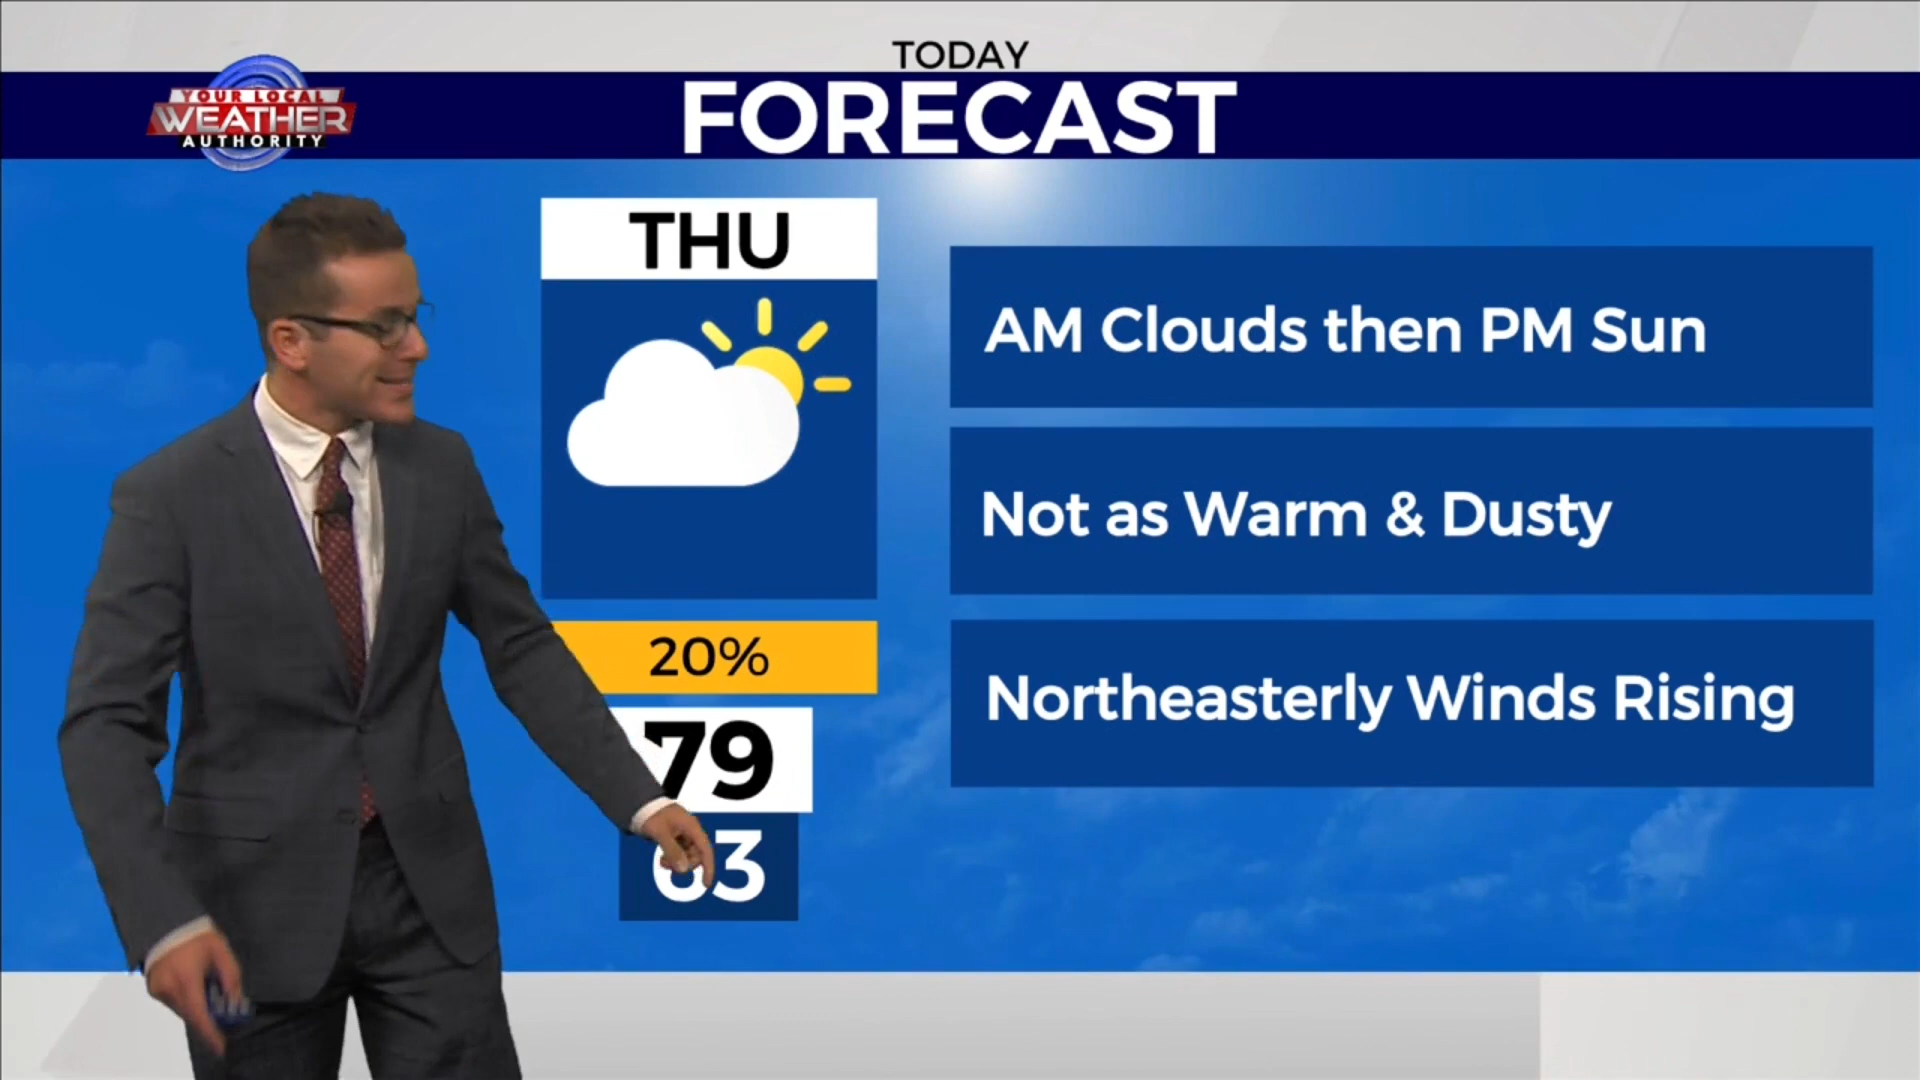 TODAY
FORECAST
YOUR LOCAL
WEATHER
AUTHORITY
THU
20%
79
63
AM Clouds then PM Sun
Not as Warm & Dusty
Northeasterly Winds Rising